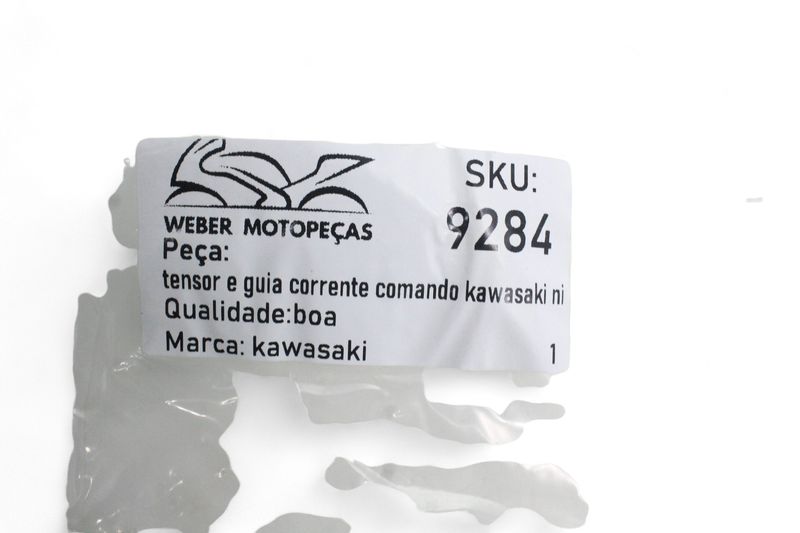 WEBER MOTOPEÇAS
SKU:
9284
Peça:
tensor e guia corrente comando kawasaki ni
Qualidade:boa
Marca: kawasaki
1